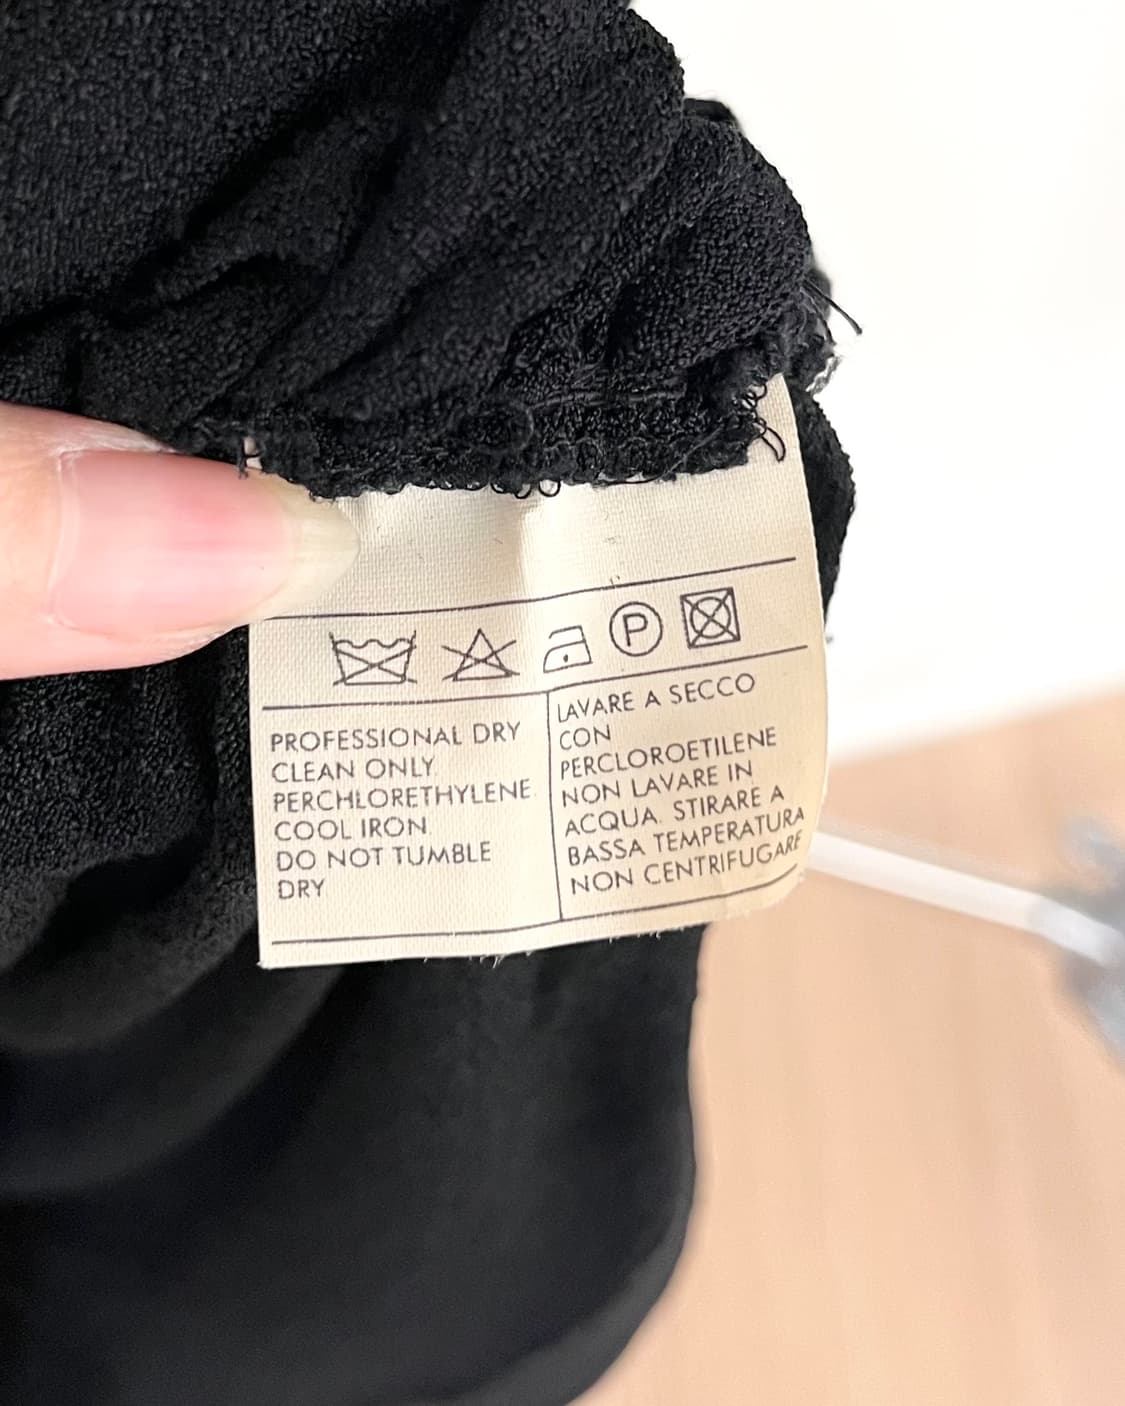 P
PROFESSIONAL DRY
CLEAN ONLY.
PERCHLORETHYLENE.
COOL IRON.
DO NOT TUMBLE
DRY
LAVARE A SECCO
CON
PERCLOROETILENE
NON LAVARE IN
ACQUA. STIRARE A
BASSA TEMPERATURA
NON CENTRIFUGARE